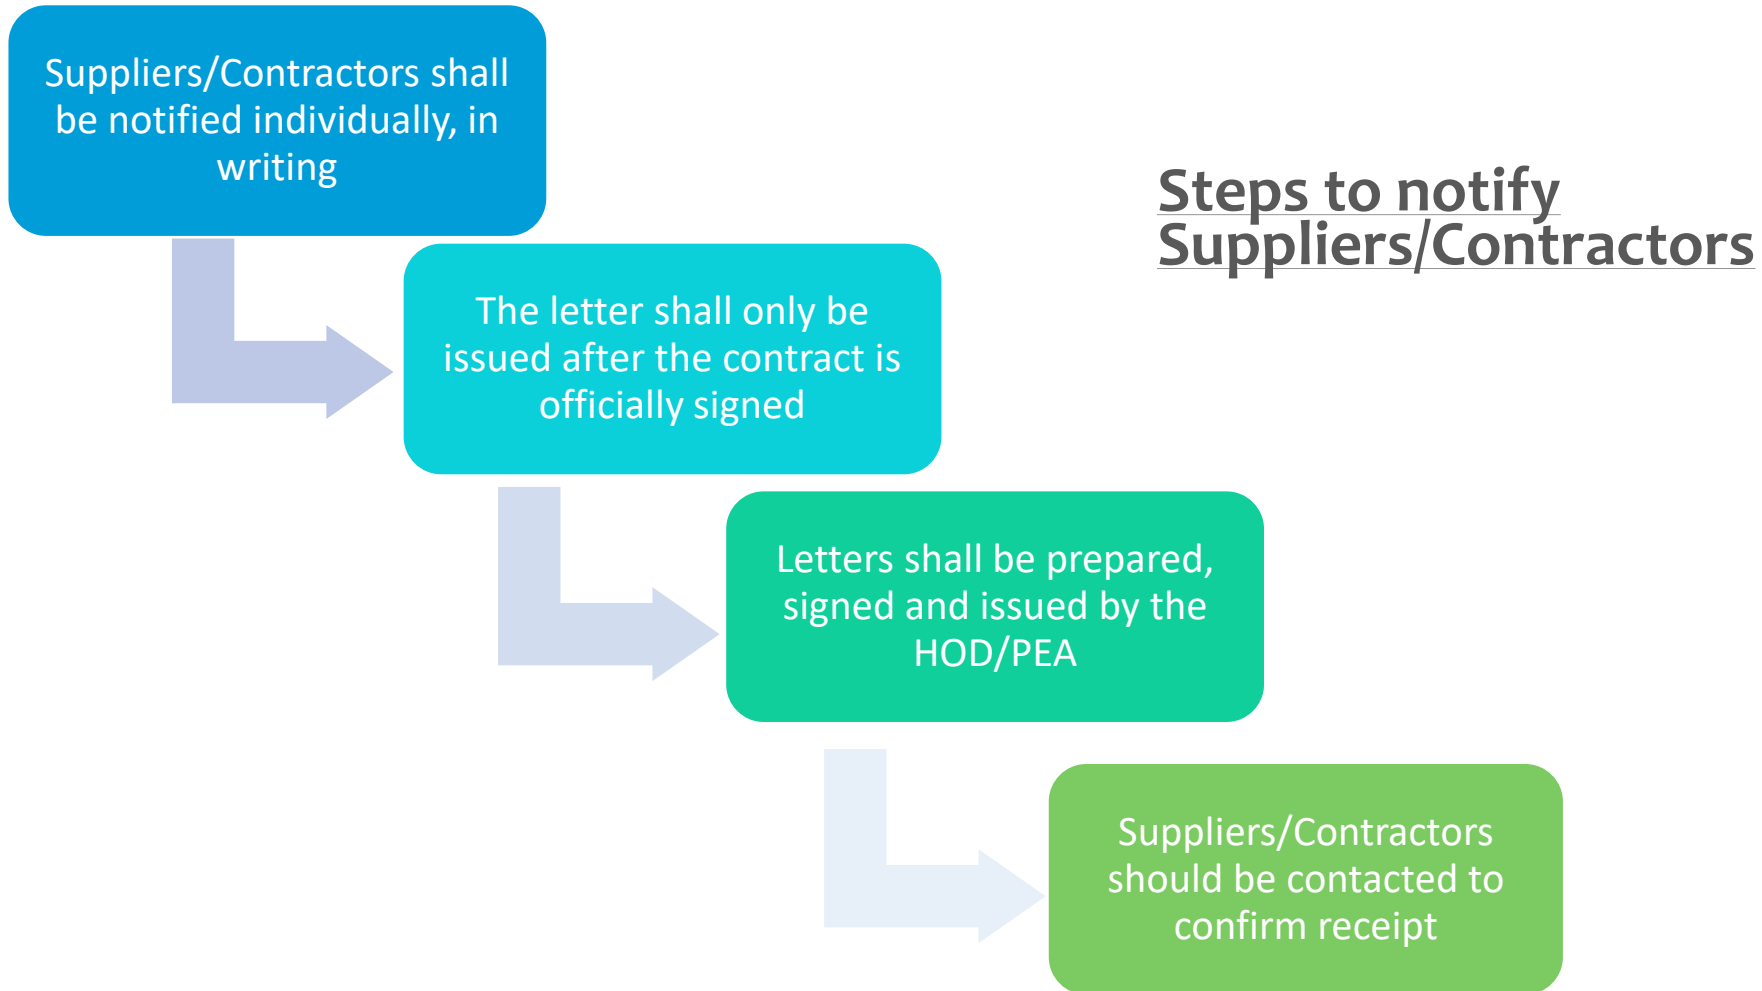 Steps to notify
Suppliers/Contractors
Suppliers/Contractors shall
be notified individually, in
writing
The letter shall only be
issued after the contract is
officially signed
Letters shall be prepared,
signed and issued by the
HOD/PEA
Suppliers/Contractors
should be contacted to
confirm receipt